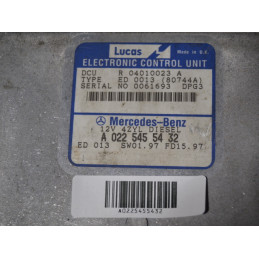 Lucas
Made in U.K.
ELECTRONIC CONTROL UNIT
DCU R 04010023 A
TYPE ED 0013 (80744A)
SERIAL NO 0061693 DPG3
Mercedes-Benz
12V 4ZYL DIESEL
A 022 545 54 32
ED 013 SW01.97 FD15.97
A0225455432